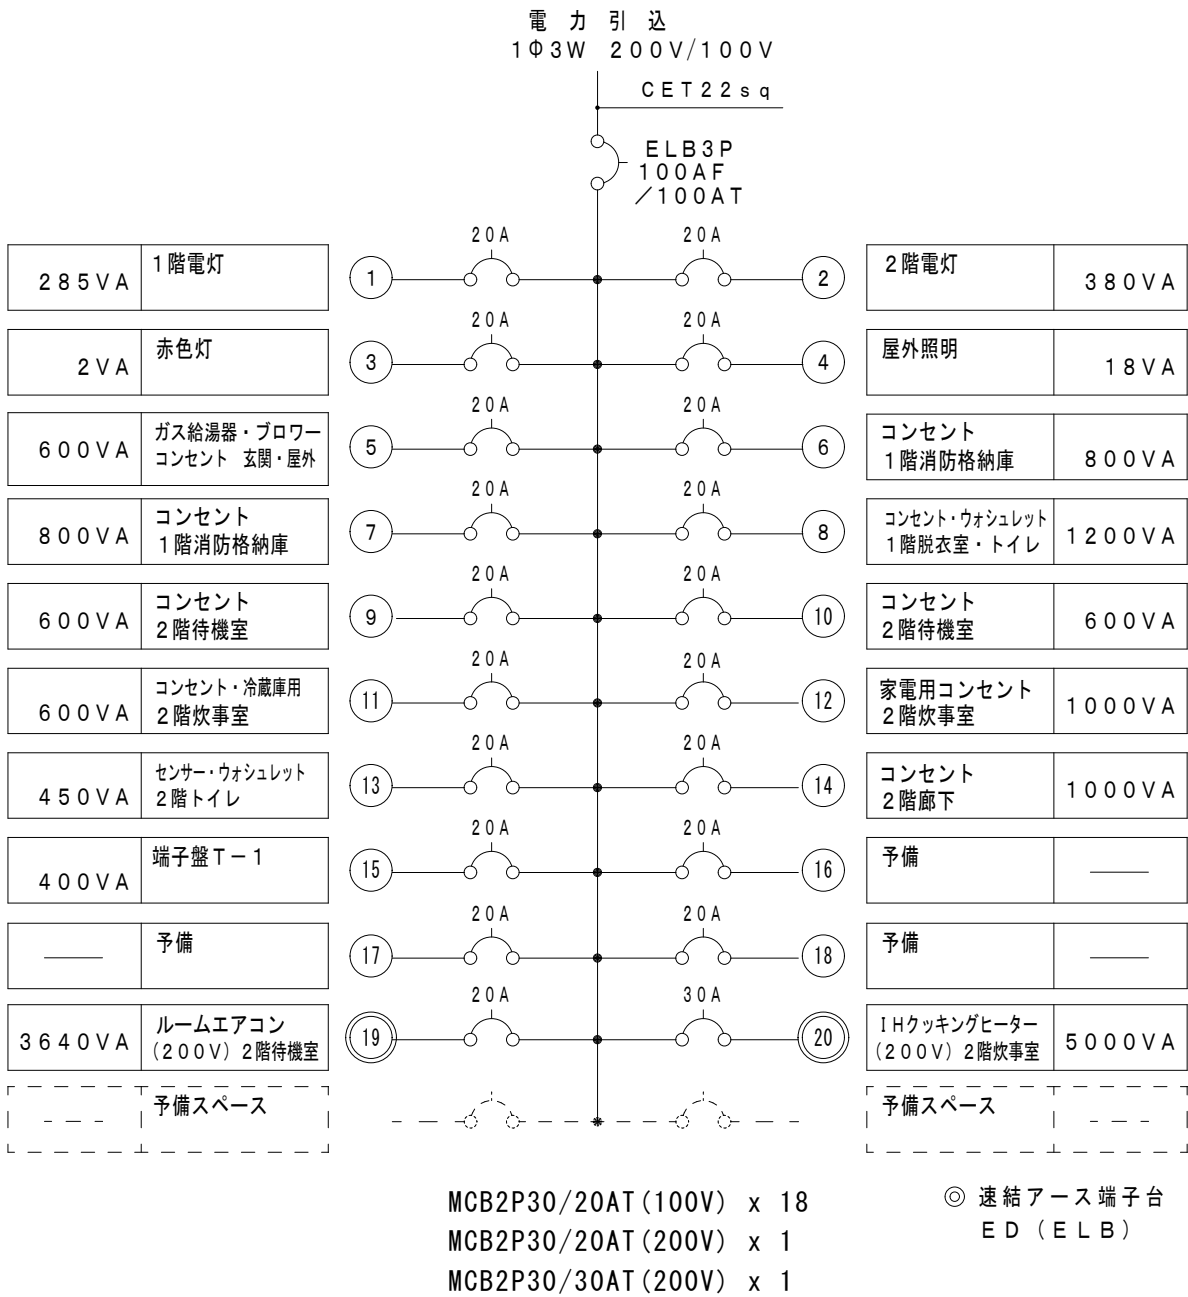 電力引込
1Φ3W 200V/100V
CET22sq
ELB3P
100AF
/100AT
20A 20A
285VA 1階電灯 1 2 2階電灯 380VA
20A 20A
2VA 赤色灯 3 4 屋外照明 18VA
20A 20A
600VA ガス給湯器・ブロワー 5 6 コンセント 800VA
コンセント 玄関・屋外 1階消防格納庫
20A 20A
800VA コンセント 7 8 コンセント・ウォシュレット 1200VA
1階消防格納庫 1階脱衣室・トイレ
20A 20A
600VA コンセント 9 10 コンセント 600VA
2階待機室 2階待機室
20A 20A
600VA コンセント・冷蔵庫用 11 12 家電用コンセント 1000VA
2階炊事室 2階炊事室
20A 20A
450VA センサー・ウォシュレット 13 14 コンセント 1000VA
2階トイレ 2階廊下
20A 20A
400VA 端子盤T-1 15 16 予備
20A 20A
予備 17 18 予備
20A 30A
3640VA ルームエアコン 19 20 IHクッキングヒーター 5000VA
(200V)2階待機室 (200V)2階炊事室
予備スペース 予備スペース
MCB2P30/20AT(100V) x 18
MCB2P30/20AT(200V) x 1
MCB2P30/30AT(200V) x 1
◎ 速結アース端子台
ED(ELB)